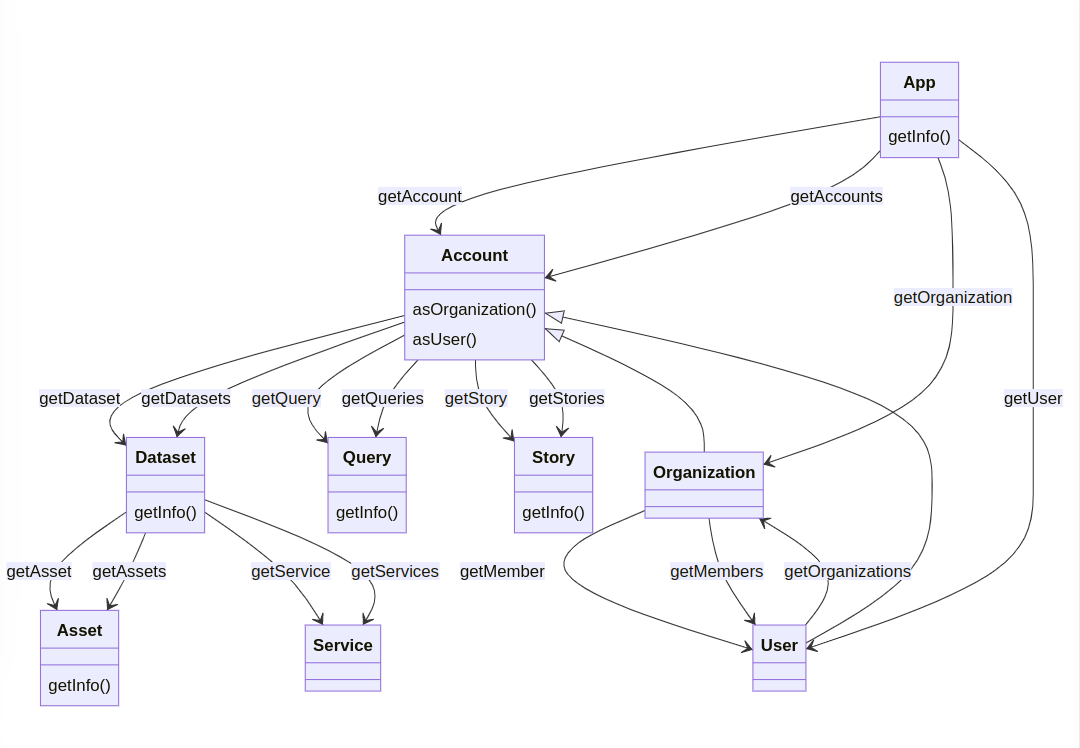 App
getInfo()
getAccount
getAccounts
Account
asOrganization()
asUser()
getOrganization
getDataset
getDatasets
getQuery
getQueries
getStory
getStories
getUser
Dataset
getInfo()
Query
getInfo()
Story
getInfo()
Organization
getAsset
getAssets
getService
getServices
getMember
getMembers
getOrganizations
Asset
getInfo()
Service
User